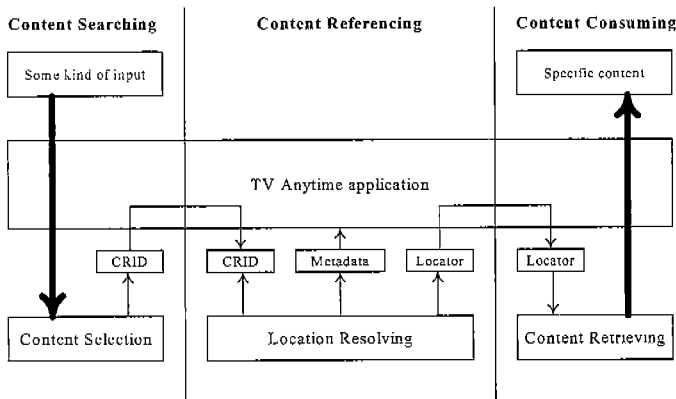 Content Searching
Content Referencing
Content Consuming
Some kind of input
Specific content
TV Anytime application
CRID
CRID
Metadata
Locator
Locator
Content Selection
Location Resolving
Content Retrieving